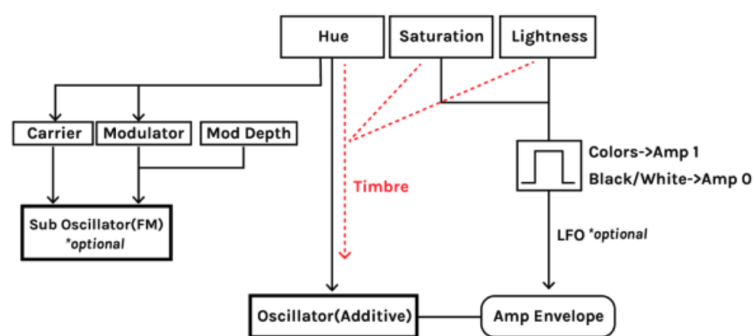 Hue
Saturation
Lightness
Carrier
Modulator
Mod Depth
Timbre
Colors->Amp 1
Black/White->Amp 0
Sub Oscillator(FM)
*optional
LFO *optional
Oscillator(Additive)
Amp Envelope